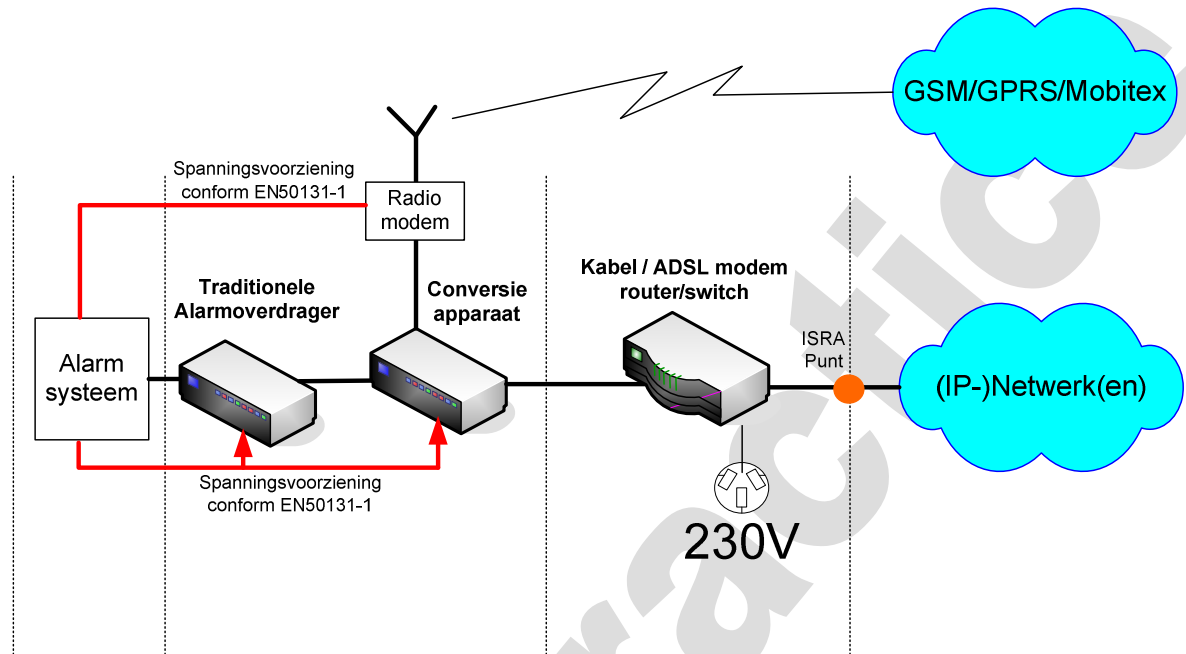 GSM/GPRS/Mobitex
Spanningsvoorziening
conform EN50131-1
Radio
modem
Traditionele
Alarmoverdrager
Conversie
apparaat
Kabel / ADSL modem
router/switch
ISRA
Punt
Alarm
systeem
(IP-)Netwerk(en)
Spanningsvoorziening
conform EN50131-1
230V